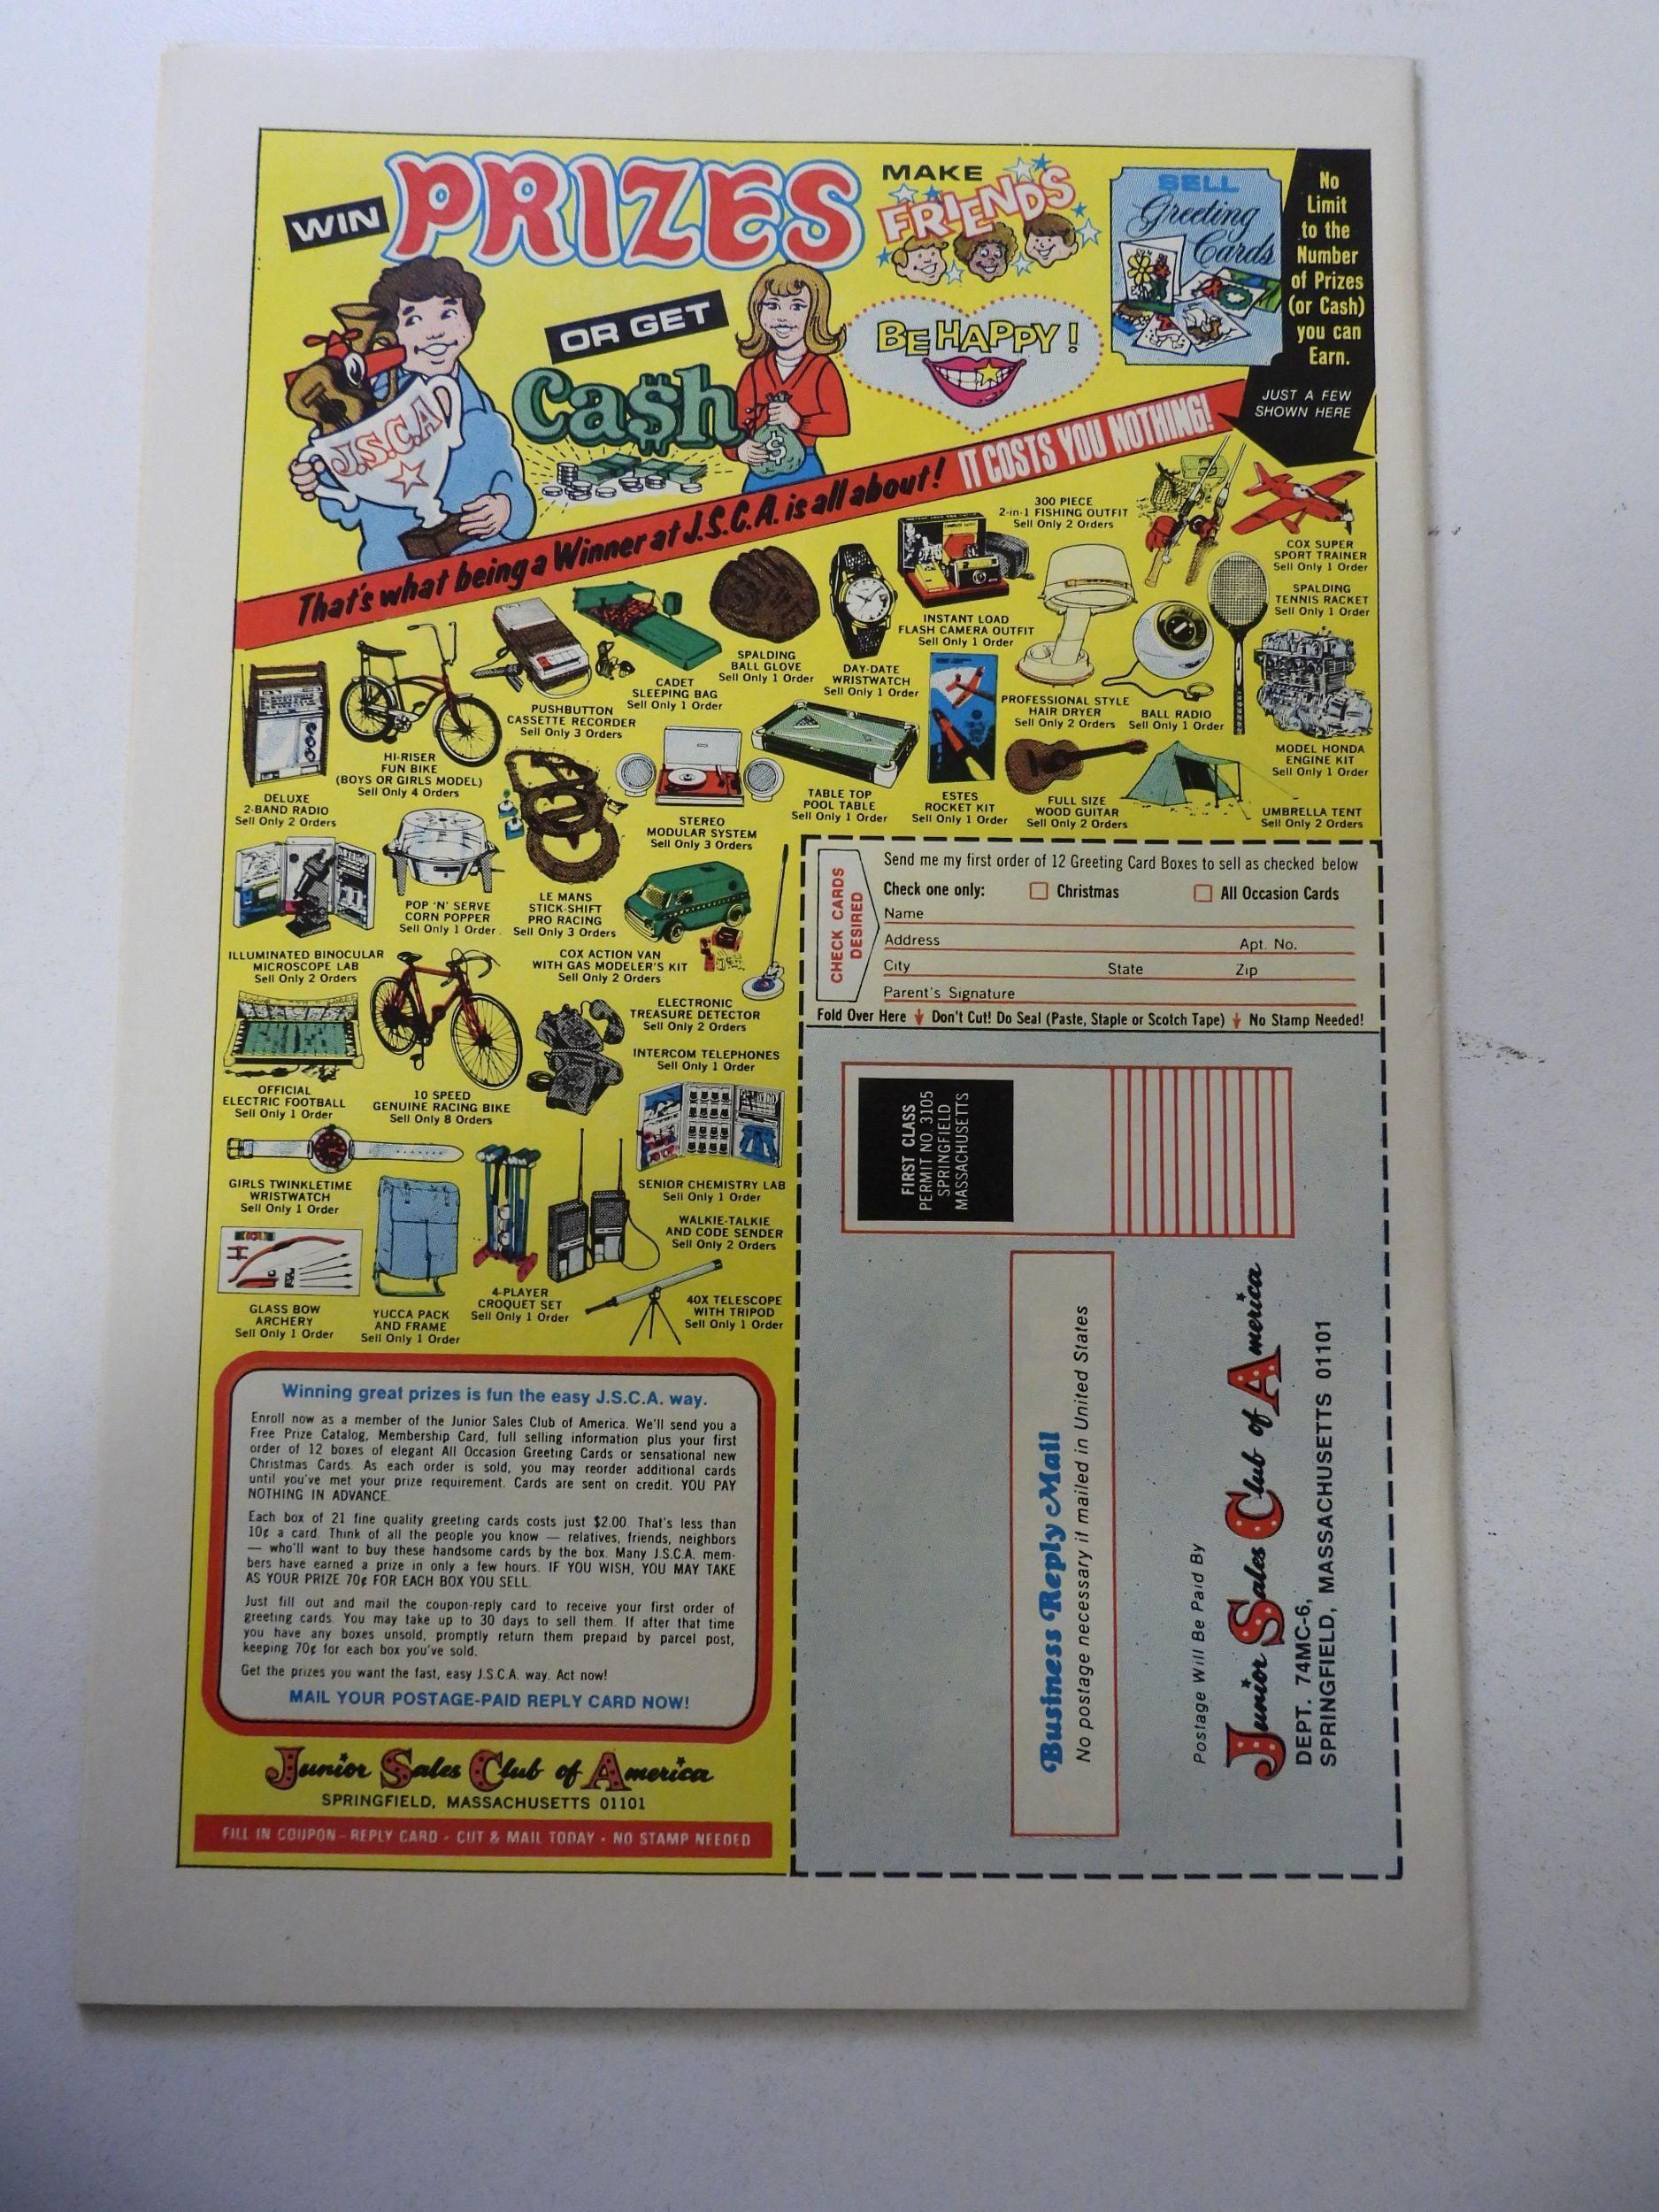 WIN PRIZES
OR GET
Ca$h
MAKE
FRIENDS
BE HAPPY!
SELL
Greeting
Cards
No
Limit
to the
Number
of Prizes
(or Cash)
you can
Earn.
JUST A FEW
SHOWN HERE
J.S.C.A
$
That's what being a Winner at J.S.C.A. is all about! IT COSTS YOU NOTHING!
300 PIECE
2-in-1 FISHING OUTFIT
Sell Only 2 Orders
COX SUPER
SPORT TRAINER
Sell Only 1 Order
SPALDING
TENNIS RACKET
Sell Only 1 Order
INSTANT LOAD
FLASH CAMERA OUTFIT
Sell Only 1 Order
SPALDING
BALL GLOVE
Sell Only 1 Order
DAY-DATE
WRISTWATCH
Sell Only 1 Order
CADET
SLEEPING BAG
Sell Only 1 Order
PUSHBUTTON
CASSETTE RECORDER
Sell Only 3 Orders
PROFESSIONAL STYLE
HAIR DRYER
Sell Only 2 Orders
BALL RADIO
Sell Only 1 Order
MODEL HONDA
ENGINE KIT
Sell Only 1 Order
HI-RISER
FUN BIKE
(BOYS OR GIRLS MODEL)
Sell Only 4 Orders
DELUXE
2-BAND RADIO
Sell Only 2 Orders
STEREO
MODULAR SYSTEM
Sell Only 3 Orders
TABLE TOP
POOL TABLE
Sell Only 1 Order
ESTES
ROCKET KIT
Sell Only 1 Order
FULL SIZE
WOOD GUITAR
Sell Only 2 Orders
UMBRELLA TENT
Sell Only 2 Orders
POP 'N' SERVE
CORN POPPER
Sell Only 1 Order
LE MANS
STICK-SHIFT
PRO RACING
Sell Only 3 Orders
ILLUMINATED BINOCULAR
MICROSCOPE LAB
Sell Only 2 Orders
COX ACTION VAN
WITH GAS MODELER'S KIT
Sell Only 2 Orders
ELECTRONIC
TREASURE DETECTOR
Sell Only 2 Orders
INTERCOM TELEPHONES
Sell Only 1 Order
OFFICIAL
ELECTRIC FOOTBALL
Sell Only 1 Order
10 SPEED
GENUINE RACING BIKE
Sell Only 8 Orders
GIRLS TWINKLETIME
WRISTWATCH
Sell Only 1 Order
SENIOR CHEMISTRY LAB
Sell Only 1 Order
WALKIE-TALKIE
AND CODE SENDER
Sell Only 2 Orders
GLASS BOW
ARCHERY
Sell Only 1 Order
YUCCA PACK
AND FRAME
Sell Only 1 Order
4-PLAYER
CROQUET SET
Sell Only 1 Order
40X TELESCOPE
WITH TRIPOD
Sell Only 1 Order
Winning great prizes is fun the easy J.S.C.A. way.
Enroll now as a member of the Junior Sales Club of America. We'll send you a
Free Prize Catalog, Membership Card, full selling information plus your first
order of 12 boxes of elegant All Occasion Greeting Cards or sensational new
Christmas Cards. As each order is sold, you may reorder additional cards
until you've met your prize requirement. Cards are sent on credit. YOU PAY
NOTHING IN ADVANCE.
Each box of 21 fine quality greeting cards costs just $2.00. That's less than
10¢ a card. Think of all the people you know — relatives, friends, neighbors
— who'll want to buy these handsome cards by the box. Many J.S.C.A. mem-
bers have earned a prize in only a few hours. IF YOU WISH, YOU MAY TAKE
AS YOUR PRIZE 70¢ FOR EACH BOX YOU SELL.
Just fill out and mail the coupon-reply card to receive your first order of
greeting cards. You may take up to 30 days to sell them. If after that time
you have any boxes unsold, promptly return them prepaid by parcel post,
keeping 70¢ for each box you've sold.
Get the prizes you want the fast, easy J.S.C.A. way. Act now!
MAIL YOUR POSTAGE-PAID REPLY CARD NOW!
Junior Sales Club of America
SPRINGFIELD, MASSACHUSETTS 01101
FILL IN COUPON-REPLY CARD - CUT & MAIL TODAY - NO STAMP NEEDED
CHECK CARDS
DESIRED
Send me my first order of 12 Greeting Card Boxes to sell as checked below
Check one only: Christmas All Occasion Cards
Name
Address Apt. No.
City State Zip
Parent's Signature
Fold Over Here Don't Cut! Do Seal (Paste, Staple or Scotch Tape) No Stamp Needed!
FIRST CLASS
PERMIT NO. 3105
SPRINGFIELD
MASSACHUSETTS
Business Reply Mail
No postage necessary if mailed in United States
Postage Will Be Paid By
Junior Sales Club of America
DEPT. 74MC-6,
SPRINGFIELD, MASSACHUSETTS 01101